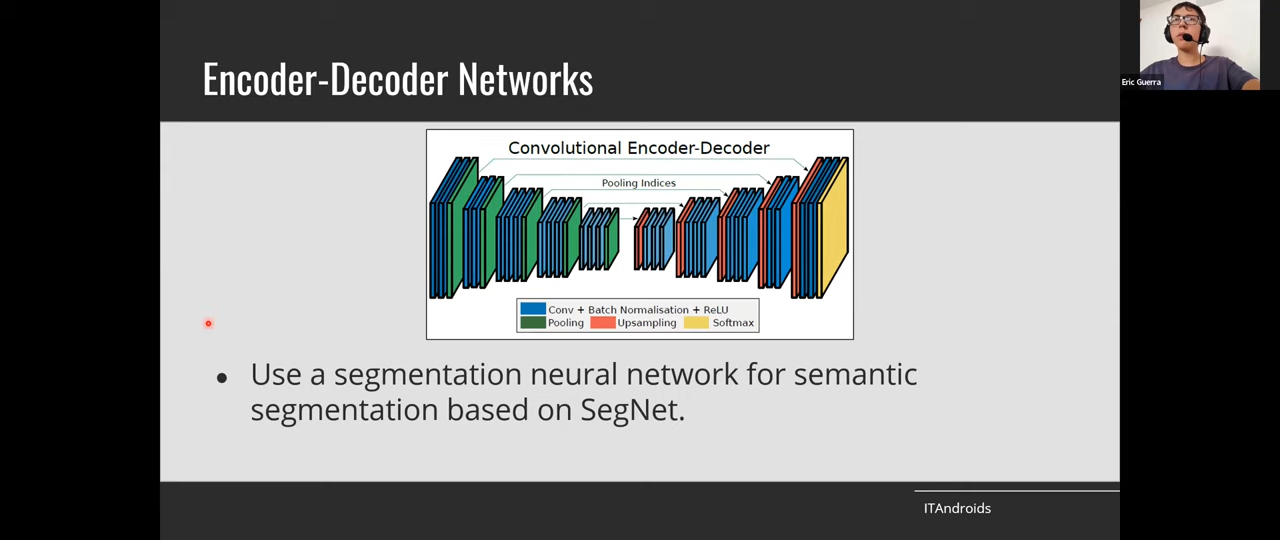 Encoder-Decoder Networks
Eric Guerra
Convolutional Encoder-Decoder
Pooling Indices
Conv + Batch Normalisation + ReLU
Pooling Upsampling Softmax
● Use a segmentation neural network for semantic
segmentation based on SegNet.
ITAndroids